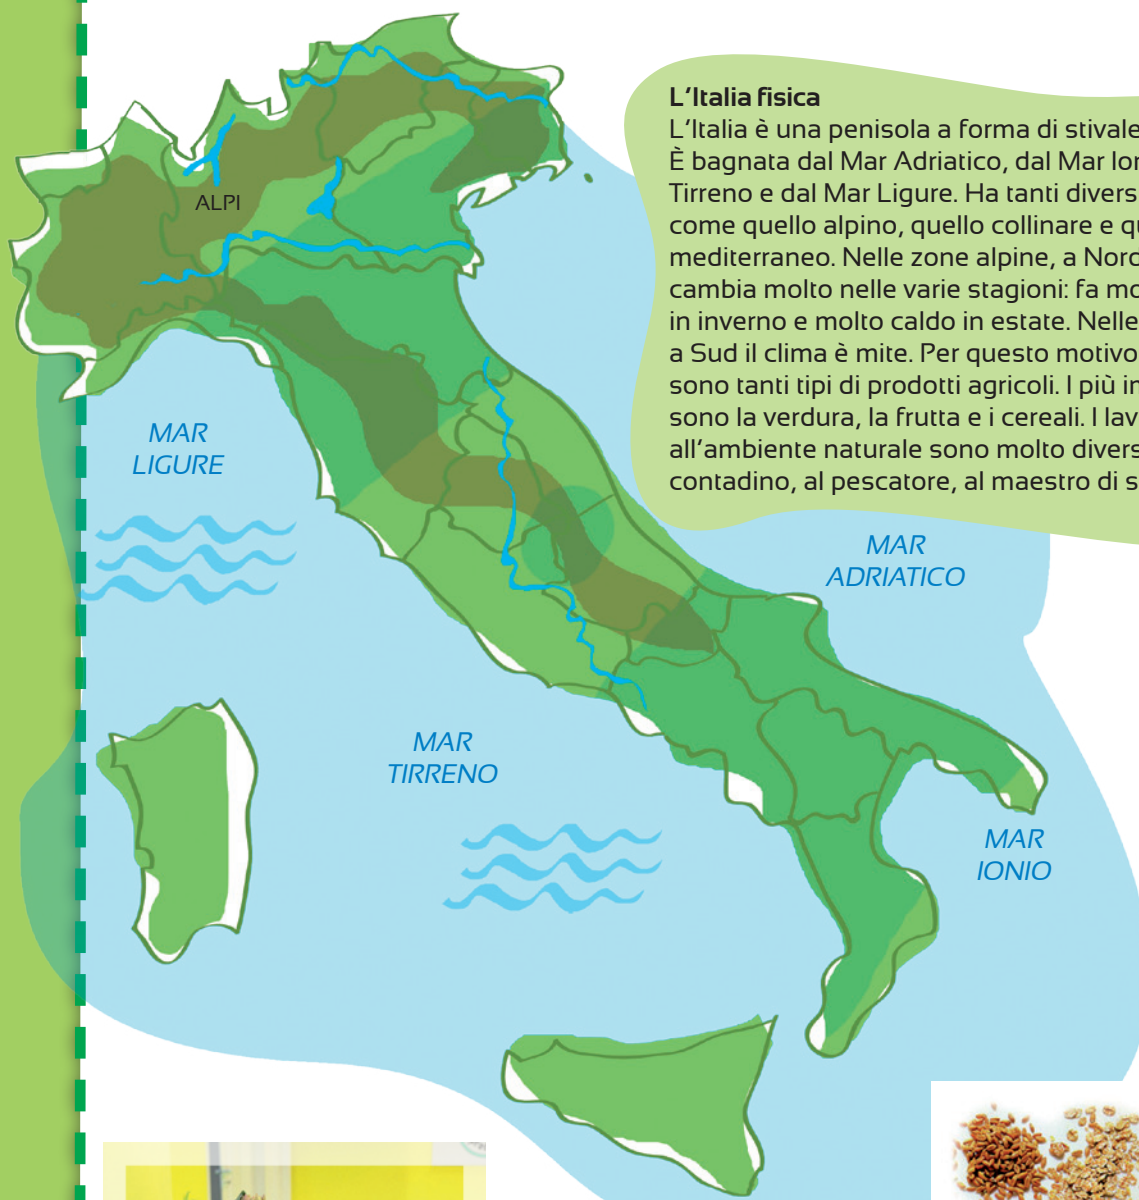 L'Italia fisica
L'Italia è una penisola a forma di stivale
È bagnata dal Mar Adriatico, dal Mar Ion
Tirreno e dal Mar Ligure. Ha tanti divers
come quello alpino, quello collinare e qu
mediterraneo. Nelle zone alpine, a Nord
cambia molto nelle varie stagioni: fa mo
in inverno e molto caldo in estate. Nelle
a Sud il clima è mite. Per questo motivo
sono tanti tipi di prodotti agricoli. I più in
sono la verdura, la frutta e i cereali. I lav
all'ambiente naturale sono molto divers
contadino, al pescatore, al maestro di s
ALPI
MAR
LIGURE
MAR
ADRIATICO
MAR
TIRRENO
MAR
IONIO